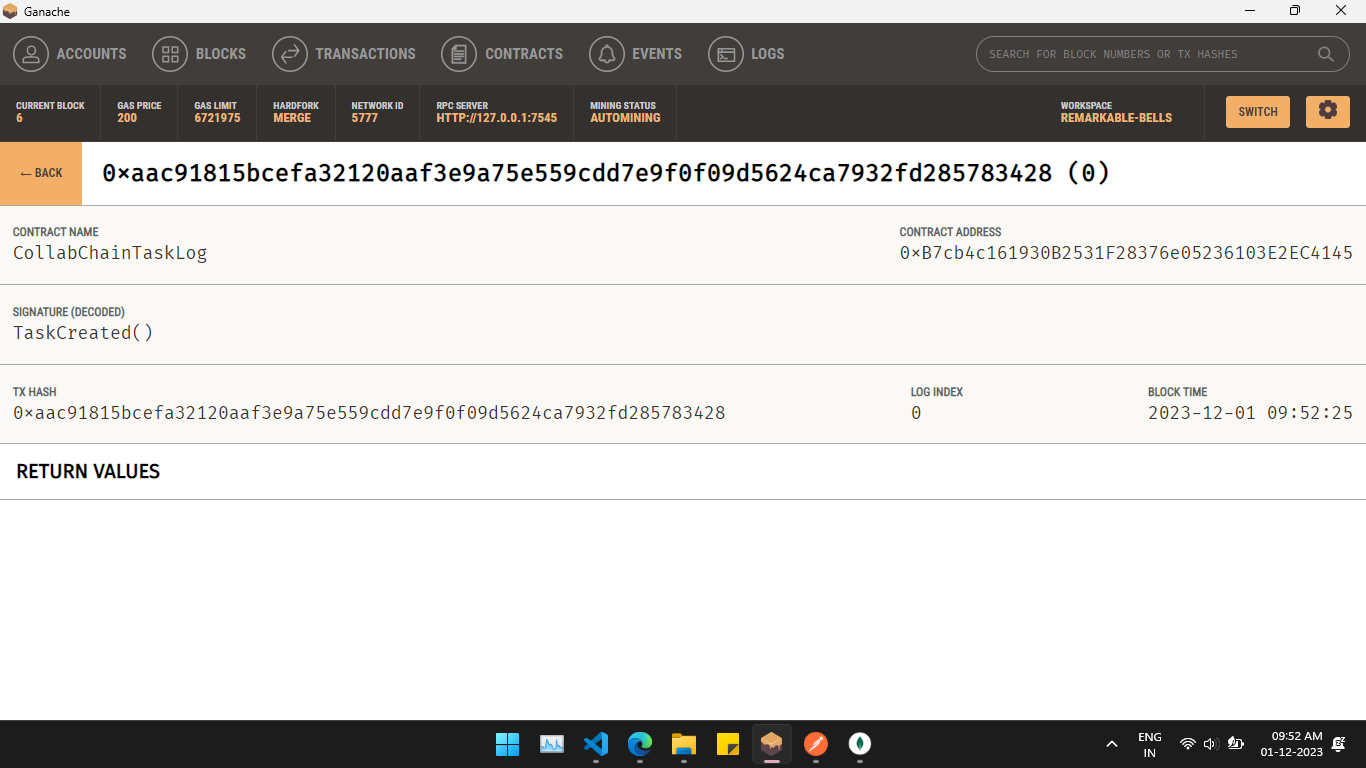 Ganache
ACCOUNTS BLOCKS TRANSACTIONS CONTRACTS EVENTS LOGS SEARCH FOR BLOCK NUMBERS OR TX HASHES
CURRENT BLOCK GAS PRICE GAS LIMIT HARDFORK NETWORK ID RPC SERVER MINING STATUS WORKSPACE
6 200 6721975 MERGE 5777 HTTP://127.0.0.1:7545 AUTOMINING REMARKABLE-BELLS SWITCH
← BACK 0×aac91815bcefa32120aaf3e9a75e559cdd7e9f0f09d5624ca7932fd285783428 (0)
CONTRACT NAME CONTRACT ADDRESS
CollabChainTaskLog 0×B7cb4c161930B2531F28376e05236103E2EC4145
SIGNATURE (DECODED)
TaskCreated()
TX HASH LOG INDEX BLOCK TIME
0×aac91815bcefa32120aaf3e9a75e559cdd7e9f0f09d5624ca7932fd285783428 0 2023-12-01 09:52:25
RETURN VALUES
ENG 09:52 AM
IN 01-12-2023